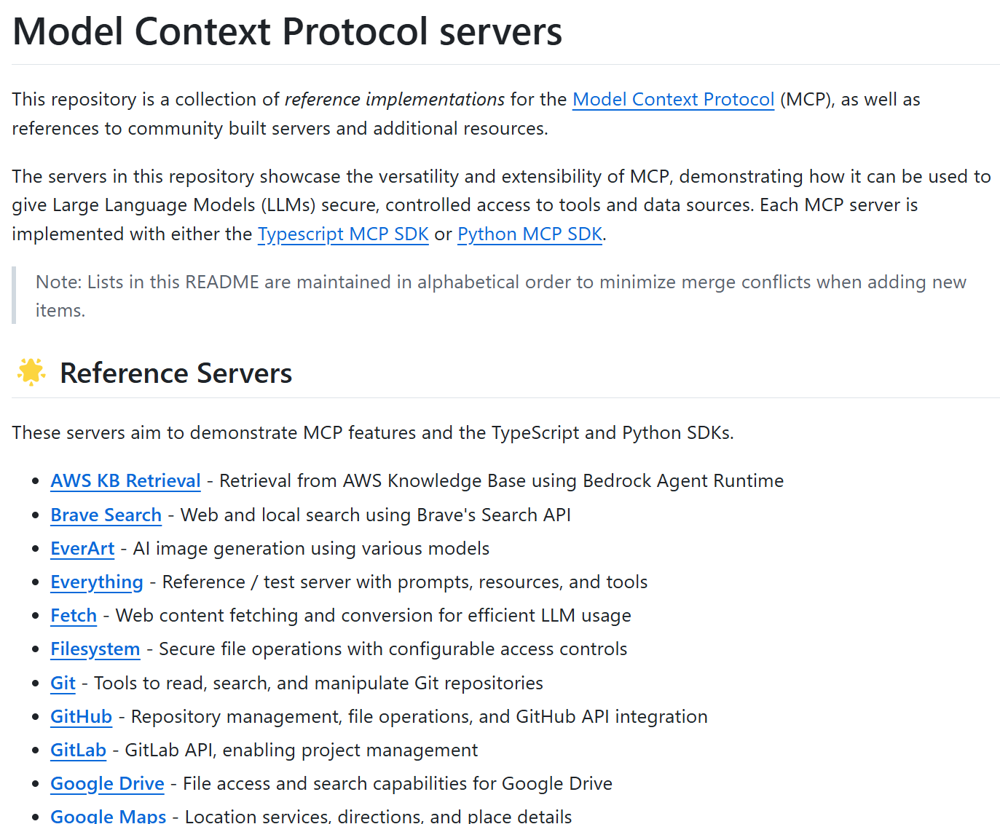 Model Context Protocol servers
This repository is a collection of reference implementations for the Model Context Protocol (MCP), as well as
references to community built servers and additional resources.
The servers in this repository showcase the versatility and extensibility of MCP, demonstrating how it can be used to
give Large Language Models (LLMs) secure, controlled access to tools and data sources. Each MCP server is
implemented with either the Typescript MCP SDK or Python MCP SDK.
Note: Lists in this README are maintained in alphabetical order to minimize merge conflicts when adding new
items.
🌟 Reference Servers
These servers aim to demonstrate MCP features and the TypeScript and Python SDKs.
• AWS KB Retrieval - Retrieval from AWS Knowledge Base using Bedrock Agent Runtime
• Brave Search - Web and local search using Brave's Search API
• EverArt - AI image generation using various models
• Everything - Reference / test server with prompts, resources, and tools
• Fetch - Web content fetching and conversion for efficient LLM usage
• Filesystem - Secure file operations with configurable access controls
• Git - Tools to read, search, and manipulate Git repositories
• GitHub - Repository management, file operations, and GitHub API integration
• GitLab - GitLab API, enabling project management
• Google Drive - File access and search capabilities for Google Drive
• Google Maps - Location services, directions, and place details